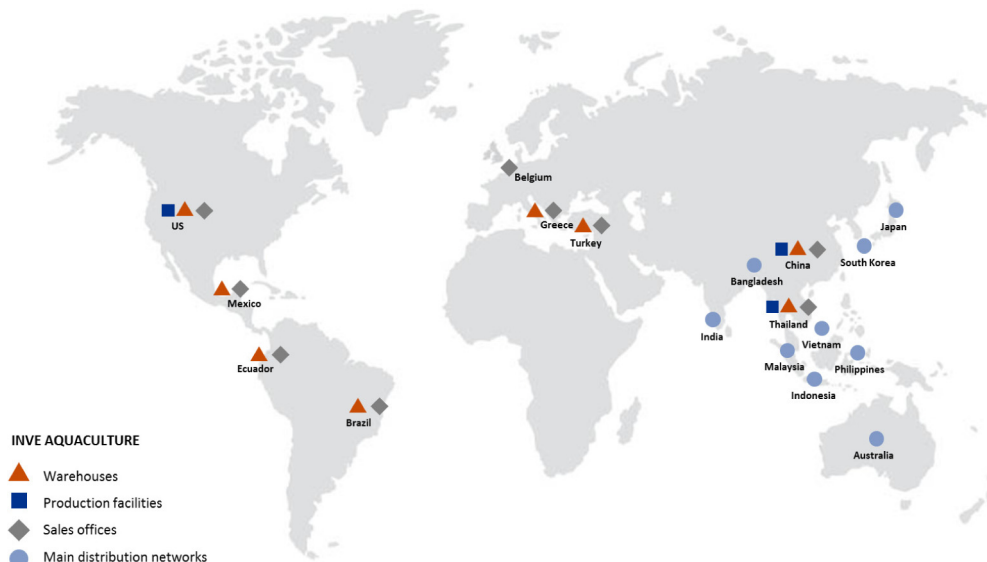 Belgium
US
Greece
Turkey
Japan
China
South Korea
Bangladesh
Mexico
Thailand
India
Vietnam
Ecuador
Malaysia
Philippines
Indonesia
Brazil
INVE AQUACULTURE
Australia
Warehouses
Production facilities
Sales offices
Main distribution networks